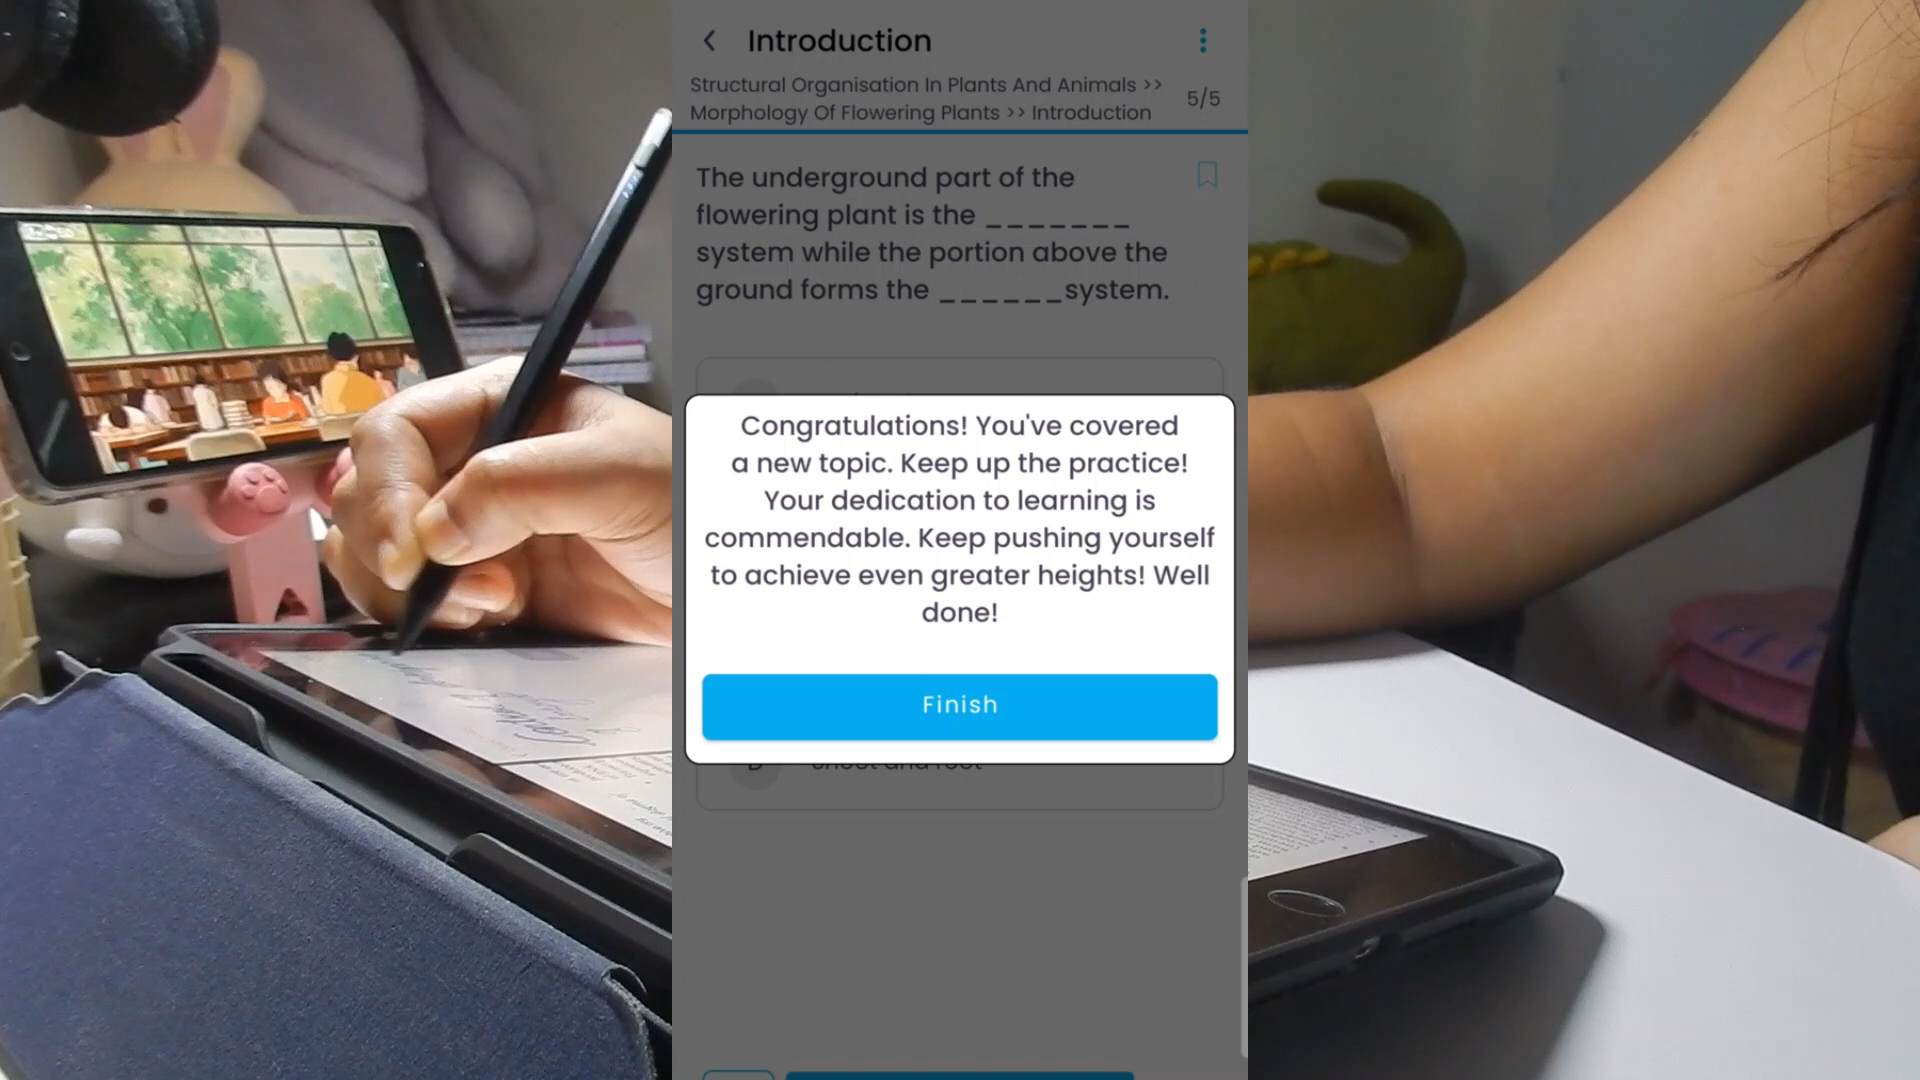 Introduction
Structural Organisation In Plants And Animals >>
Morphology Of Flowering Plants >> Introduction
5/5
The underground part of the
flowering plant is the _______
system while the portion above the
ground forms the ______system.
Congratulations! You've covered
a new topic. Keep up the practice!
Your dedication to learning is
commendable. Keep pushing yourself
to achieve even greater heights! Well
done!
Finish
shoot and root